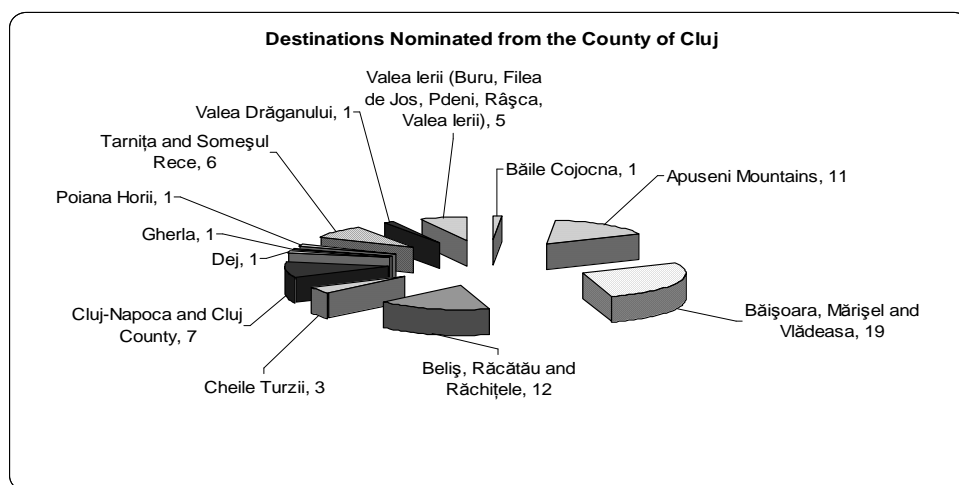 Destinations Nominated from the County of Cluj
Valea Ierii (Buru, Filea
de Jos, Pdeni, Râşca,
Valea Ierii), 5
Valea Drăganului, 1
Tarniţa and Someşul
Rece, 6
Băile Cojocna, 1
Apuseni Mountains, 11
Poiana Horii, 1
Gherla, 1
Dej, 1
Cluj-Napoca and Cluj
County, 7
Băişoara, Mărişel and
Vlădeasa, 19
Cheile Turzii, 3
Beliş, Răcătău and
Răchiţele, 12